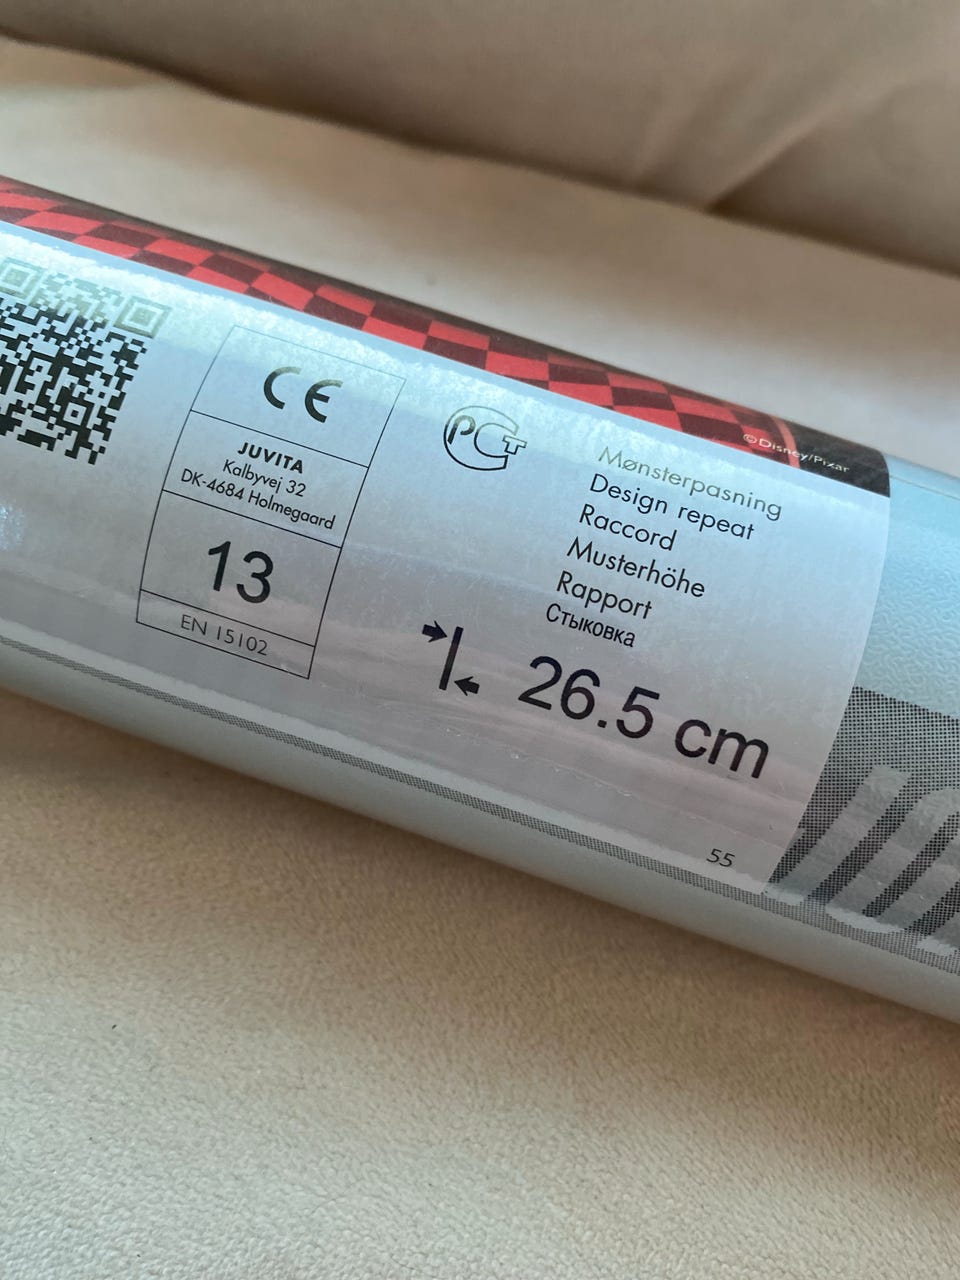 CE
JUVITA
Kalbyvej 32
DK-4684 Holmegaard
13
EN 15102
РСТ
©Disney/Pixar
Mønsterpasning
Design repeat
Raccord
Musterhöhe
Rapport
Стыковка
26.5 cm
55